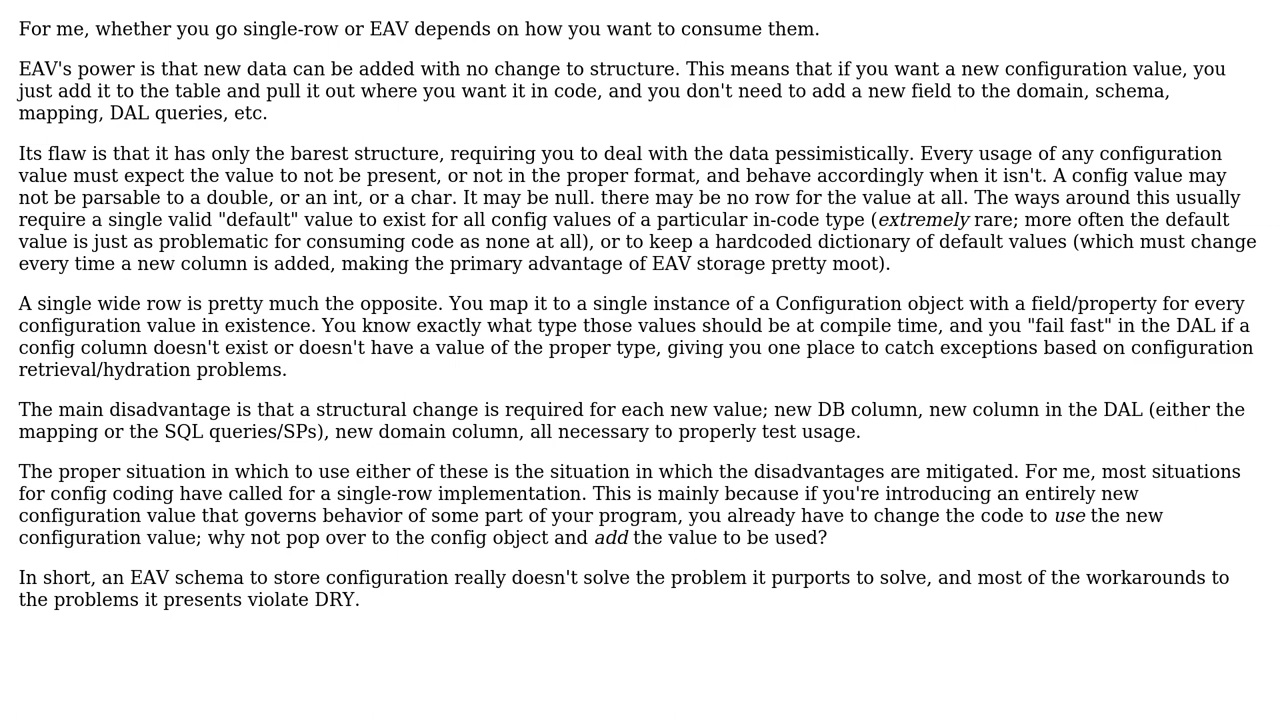 For me, whether you go single-row or EAV depends on how you want to consume them.
EAV's power is that new data can be added with no change to structure. This means that if you want a new configuration value, you
just add it to the table and pull it out where you want it in code, and you don't need to add a new field to the domain, schema,
mapping, DAL queries, etc.
Its flaw is that it has only the barest structure, requiring you to deal with the data pessimistically. Every usage of any configuration
value must expect the value to not be present, or not in the proper format, and behave accordingly when it isn't. A config value may
not be parsable to a double, or an int, or a char. It may be null. there may be no row for the value at all. The ways around this usually
require a single valid "default" value to exist for all config values of a particular in-code type (extremely rare; more often the default
value is just as problematic for consuming code as none at all), or to keep a hardcoded dictionary of default values (which must change
every time a new column is added, making the primary advantage of EAV storage pretty moot).
A single wide row is pretty much the opposite. You map it to a single instance of a Configuration object with a field/property for every
configuration value in existence. You know exactly what type those values should be at compile time, and you "fail fast" in the DAL if a
config column doesn't exist or doesn't have a value of the proper type, giving you one place to catch exceptions based on configuration
retrieval/hydration problems.
The main disadvantage is that a structural change is required for each new value; new DB column, new column in the DAL (either the
mapping or the SQL queries/SPs), new domain column, all necessary to properly test usage.
The proper situation in which to use either of these is the situation in which the disadvantages are mitigated. For me, most situations
for config coding have called for a single-row implementation. This is mainly because if you're introducing an entirely new
configuration value that governs behavior of some part of your program, you already have to change the code to use the new
configuration value; why not pop over to the config object and add the value to be used?
In short, an EAV schema to store configuration really doesn't solve the problem it purports to solve, and most of the workarounds to
the problems it presents violate DRY.